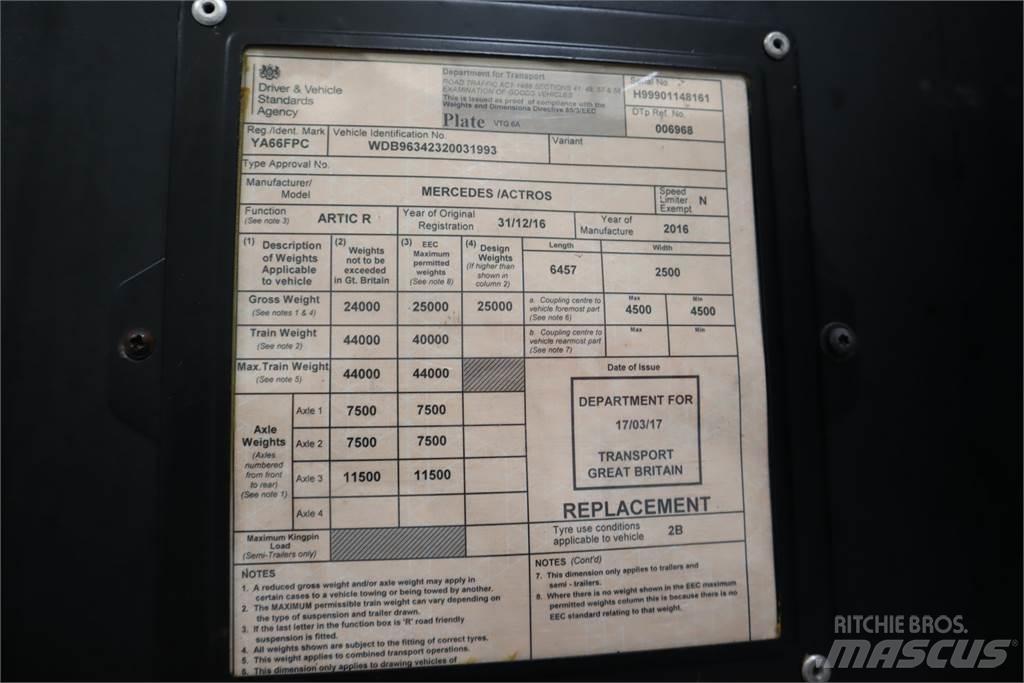 Driver & Vehicle
Standards
Agency
Department for Transport
ROAD TRAFFIC ACT 1988 SECTIONS 41, 49, 57 & 58
EXAMINATION OF GOODS VEHICLES
This is issued as proof of compliance with the
Weights and Dimensions Directive 85/3/EEC
Plate VTG 6A
Serial No.
H99901148161
DTp Ref. No.
006968
Reg./Ident. Mark
YA66FPC
Vehicle Identification No.
WDB96342320031993
Variant
Type Approval No.
Manufacturer/
Model
MERCEDES /ACTROS
Speed
Limiter
Exempt
N
Function
(See note 3)
ARTIC R
Year of Original
Registration
31/12/16
Year of
Manufacture
2016
(1) Description
of Weights
Applicable
to vehicle
(2) Weights
not to be
exceeded
in Gt. Britain
(3) EEC
Maximum
permitted
weights
(See note 8)
(4) Design
Weights
(If higher than
shown in
column 2)
Length
6457
Width
2500
Gross Weight
(See notes 1 & 4)
24000 25000 25000
a. Coupling centre to
vehicle foremost part
(See note 6)
Max
4500
Min
4500
Train Weight
(See note 2)
44000 40000
b. Coupling centre to
vehicle rearmost part
(See note 7)
Max
Min
Max.Train Weight
(See note 5)
44000 44000
Axle
Weights
(Axles
numbered
from front
to rear)
(See note 1)
Axle 1 7500 7500
Axle 2 7500 7500
Axle 3 11500 11500
Axle 4
Maximum Kingpin
Load
(Semi-Trailers only)
Date of Issue
DEPARTMENT FOR
17/03/17
TRANSPORT
GREAT BRITAIN
REPLACEMENT
Tyre use conditions
applicable to vehicle 2B
NOTES
1. A reduced gross weight and/or axle weight may apply in
certain cases to a vehicle towing or being towed by another.
2. The MAXIMUM permissible train weight can vary depending on
the type of suspension and trailer drawn.
3. If the last letter in the function box is 'R' road friendly
suspension is fitted.
4. All weights shown are subject to the fitting of correct tyres.
5. This weight applies to combined transport operations.
6. This dimension only applies to drawing vehicles of
NOTES (Cont'd)
7. This dimension only applies to trailers and
semi - trailers.
8. Where there is no weight shown in the EEC maximum
permitted weights column this is because there is no
EEC standard relating to that weight.
RITCHIE BROS.
MASCUS